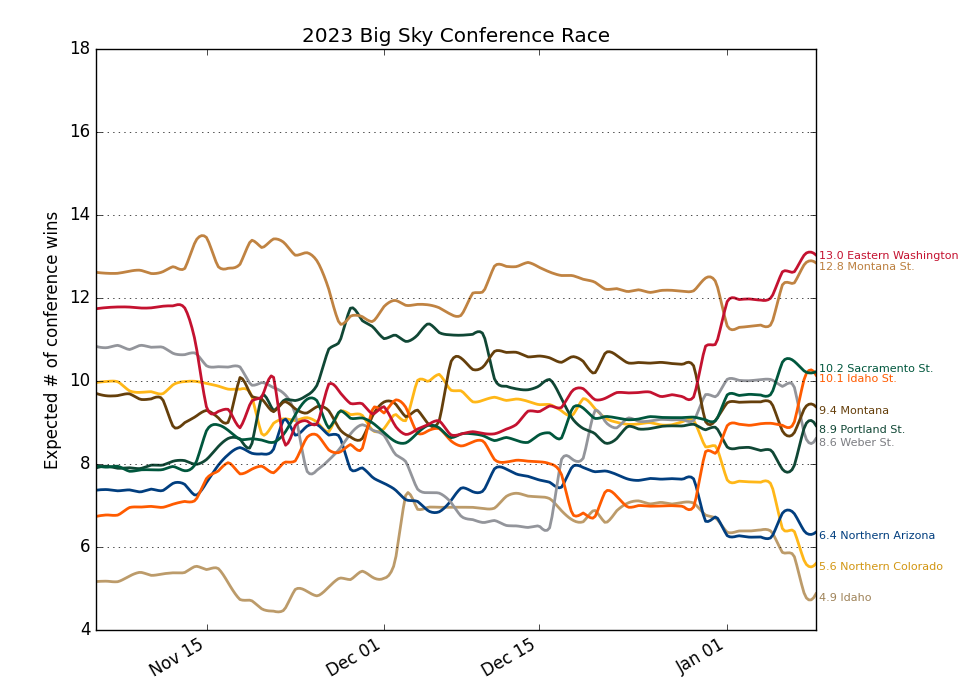 2023 Big Sky Conference Race
Expected # of conference wins
18
16
14
12
10
8
6
4
Nov 15
Dec 01
Dec 15
Jan 01
13.0 Eastern Washington
12.8 Montana St.
10.2 Sacramento St.
10.1 Idaho St.
9.4 Montana
8.9 Portland St.
8.6 Weber St.
6.4 Northern Arizona
5.6 Northern Colorado
4.9 Idaho